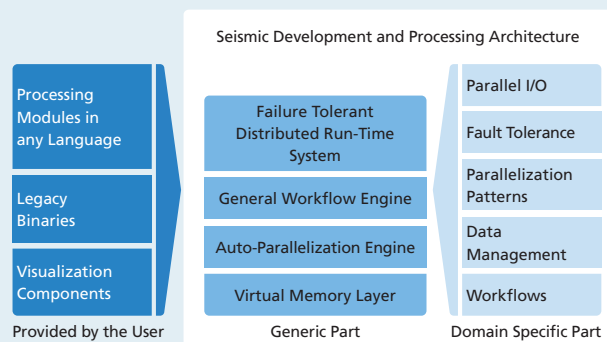 Seismic Development and Processing Architecture
Processing
Modules in
any Language
Legacy
Binaries
Visualization
Components
Provided by the User
Failure Tolerant
Distributed Run-Time
System
General Workflow Engine
Auto-Parallelization Engine
Virtual Memory Layer
Generic Part
Parallel I/O
Fault Tolerance
Parallelization
Patterns
Data
Management
Workflows
Domain Specific Part